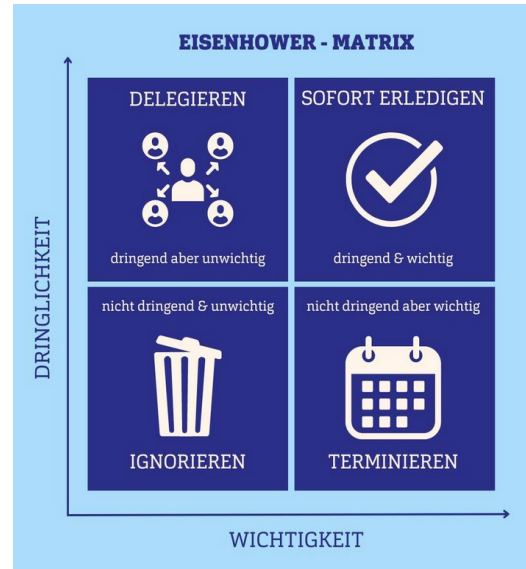 EISENHOWER - MATRIX
DELEGIEREN
dringend aber unwichtig
SOFORT ERLEDIGEN
dringend & wichtig
nicht dringend & unwichtig
IGNORIEREN
nicht dringend aber wichtig
TERMINIEREN
DRINGLICHKEIT
WICHTIGKEIT